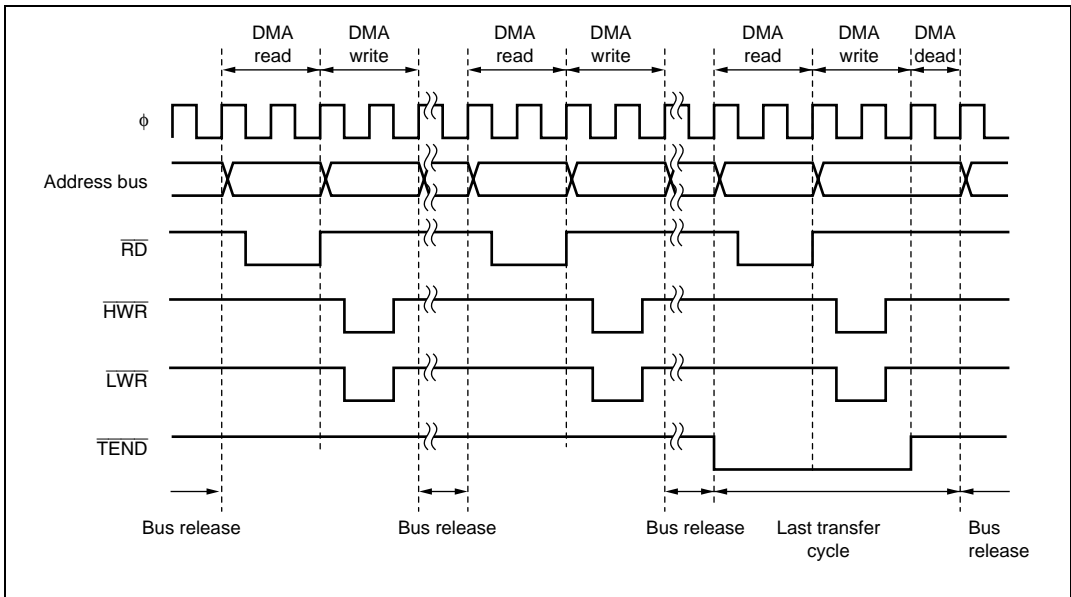 DMA read
DMA write
DMA read
DMA write
DMA read
DMA write
DMA dead
φ
Address bus
RD
HWR
LWR
TEND
Bus release
Bus release
Bus release
Last transfer cycle
Bus release